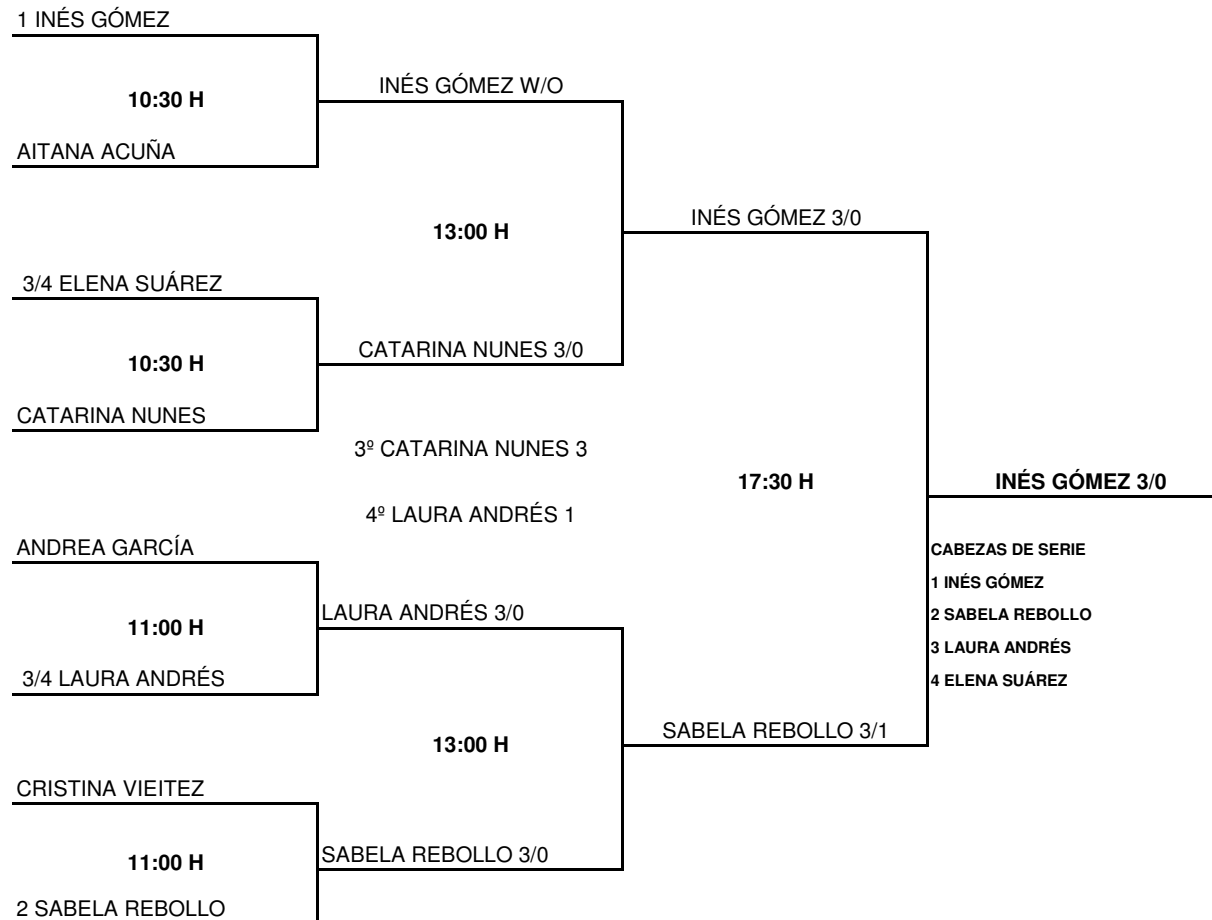 1 INÉS GÓMEZ
INÉS GÓMEZ W/O
10:30 H
AITANA ACUÑA
INÉS GÓMEZ 3/0
13:00 H
3/4 ELENA SUÁREZ
CATARINA NUNES 3/0
10:30 H
CATARINA NUNES
3º CATARINA NUNES 3
17:30 H
INÉS GÓMEZ 3/0
4º LAURA ANDRÉS 1
ANDREA GARCÍA
CABEZAS DE SERIE
1 INÉS GÓMEZ
LAURA ANDRÉS 3/0
2 SABELA REBOLLO
11:00 H
3 LAURA ANDRÉS
3/4 LAURA ANDRÉS
4 ELENA SUÁREZ
SABELA REBOLLO 3/1
13:00 H
CRISTINA VIEITEZ
SABELA REBOLLO 3/0
11:00 H
2 SABELA REBOLLO